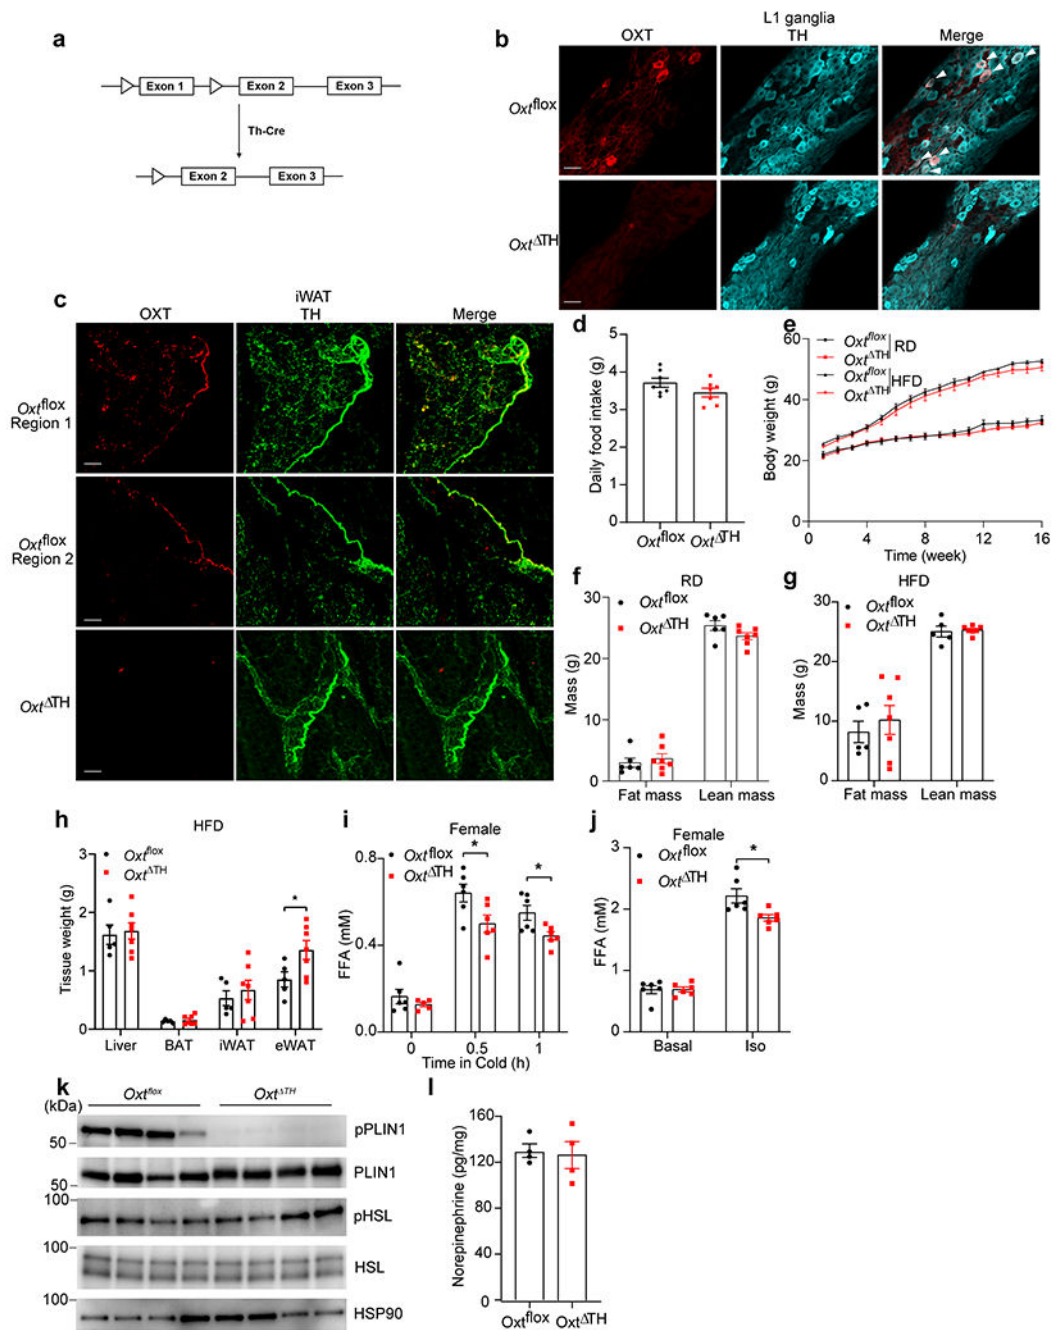 a
Exon 1
Exon 2
Exon 3
Th-Cre
Exon 2
Exon 3
b
L1 ganglia
OXT
TH
Merge
Oxtflox
OxtΔTH
c
iWAT
OXT
TH
Merge
Oxtflox
Region 1
Oxtflox
Region 2
OxtΔTH
d
Daily food intake (g)
5
4
3
2
1
0
Oxtflox
OxtΔTH
e
Body weight (g)
60
40
20
0
Oxtflox
OxtΔTH
RD
Oxtflox
OxtΔTH
HFD
0
4
8
12
16
Time (week)
f
RD
Oxtflox
OxtΔTH
Mass (g)
30
20
10
0
Fat mass
Lean mass
g
HFD
Oxtflox
OxtΔTH
Mass (g)
30
20
10
0
Fat mass
Lean mass
h
HFD
Oxtflox
OxtΔTH
*
Tissue weight (g)
3
2
1
0
Liver
BAT
iWAT
eWAT
i
Female
Oxtflox
OxtΔTH
*
*
FFA (mM)
0.8
0.4
0.0
0
0.5
1
Time in Cold (h)
j
Female
Oxtflox
OxtΔTH
*
FFA (mM)
3
2
1
0
Basal
Iso
k
(kDa)
Oxtflox
OxtΔTH
50
pPLIN1
50
PLIN1
100
pHSL
100
HSL
100
HSP90
l
Norepinephrine (pg/mg)
160
120
80
40
0
Oxtflox
OxtΔTH